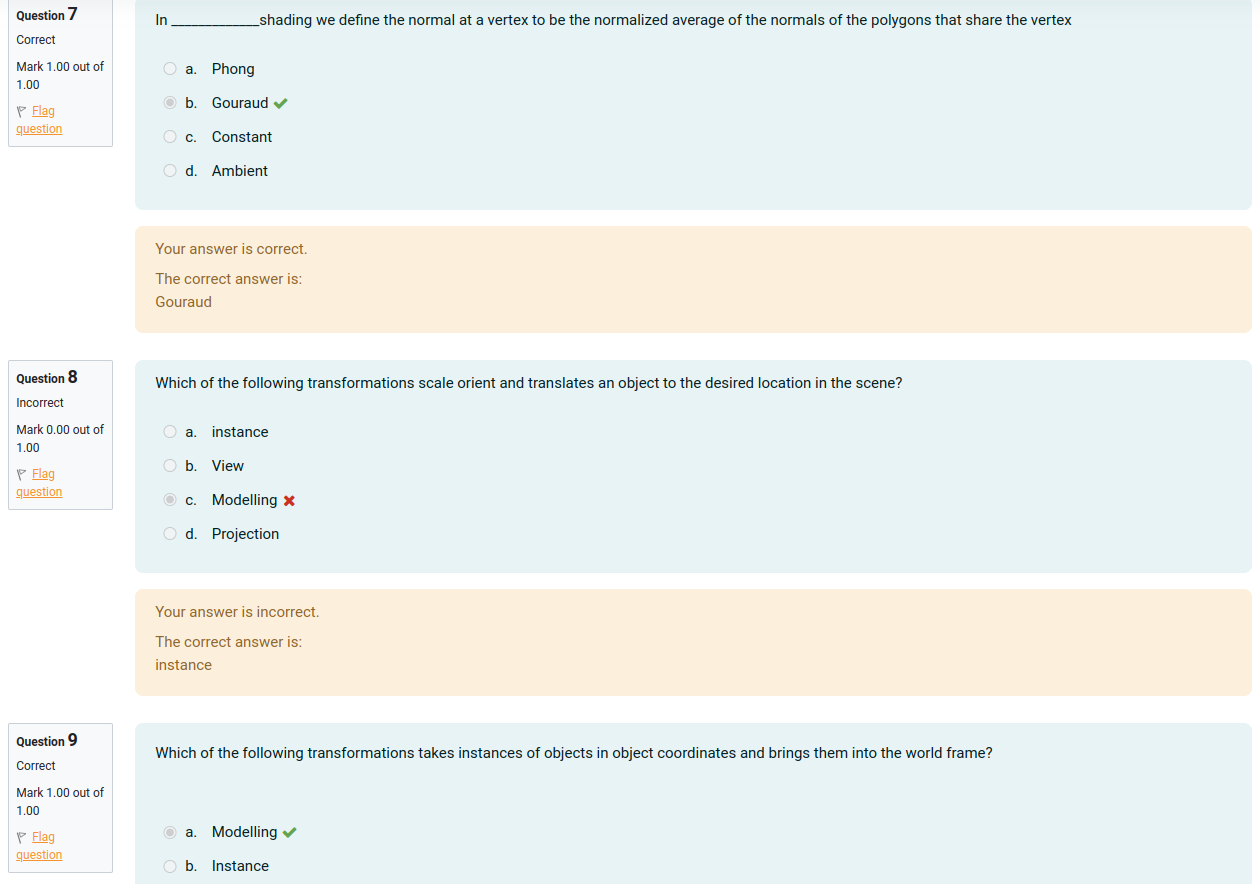 Question 7
Correct
Mark 1.00 out of
1.00
Flag
question
In _____________shading we define the normal at a vertex to be the normalized average of the normals of the polygons that share the vertex
a. Phong
b. Gouraud
c. Constant
d. Ambient
Your answer is correct.
The correct answer is:
Gouraud
Question 8
Incorrect
Mark 0.00 out of
1.00
Flag
question
Which of the following transformations scale orient and translates an object to the desired location in the scene?
a. instance
b. View
c. Modelling
d. Projection
Your answer is incorrect.
The correct answer is:
instance
Question 9
Correct
Mark 1.00 out of
1.00
Flag
question
Which of the following transformations takes instances of objects in object coordinates and brings them into the world frame?
a. Modelling
b. Instance